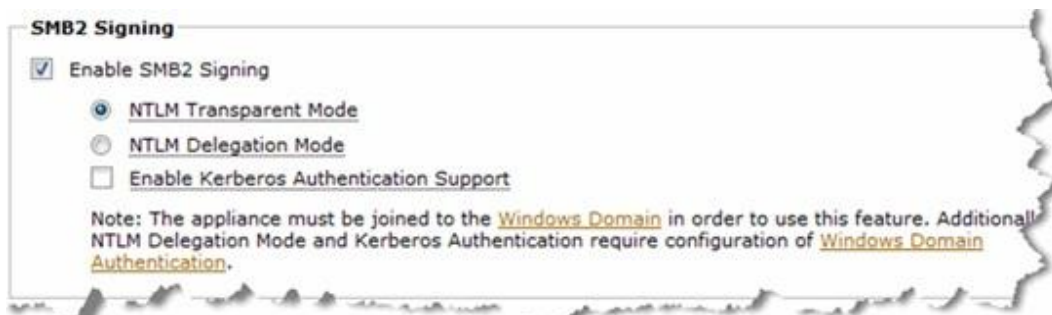 SMB2 Signing
Enable SMB2 Signing
NTLM Transparent Mode
NTLM Delegation Mode
Enable Kerberos Authentication Support
Note: The appliance must be joined to the Windows Domain in order to use this feature. Additionall
NTLM Delegation Mode and Kerberos Authentication require configuration of Windows Domain
Authentication.